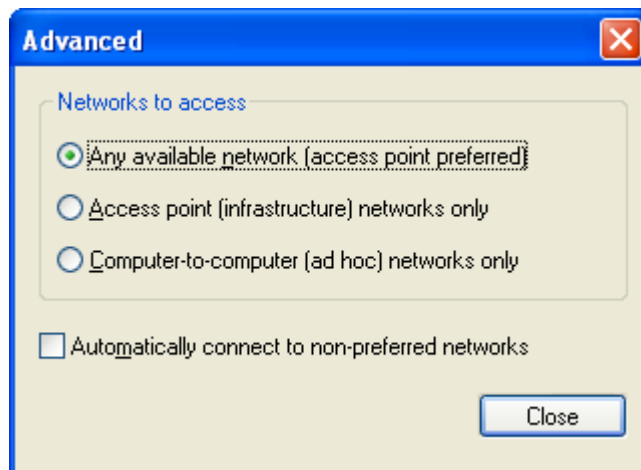 Advanced
Networks to access
Any available network (access point preferred)
Access point (infrastructure) networks only
Computer-to-computer (ad hoc) networks only
Automatically connect to non-preferred networks
Close